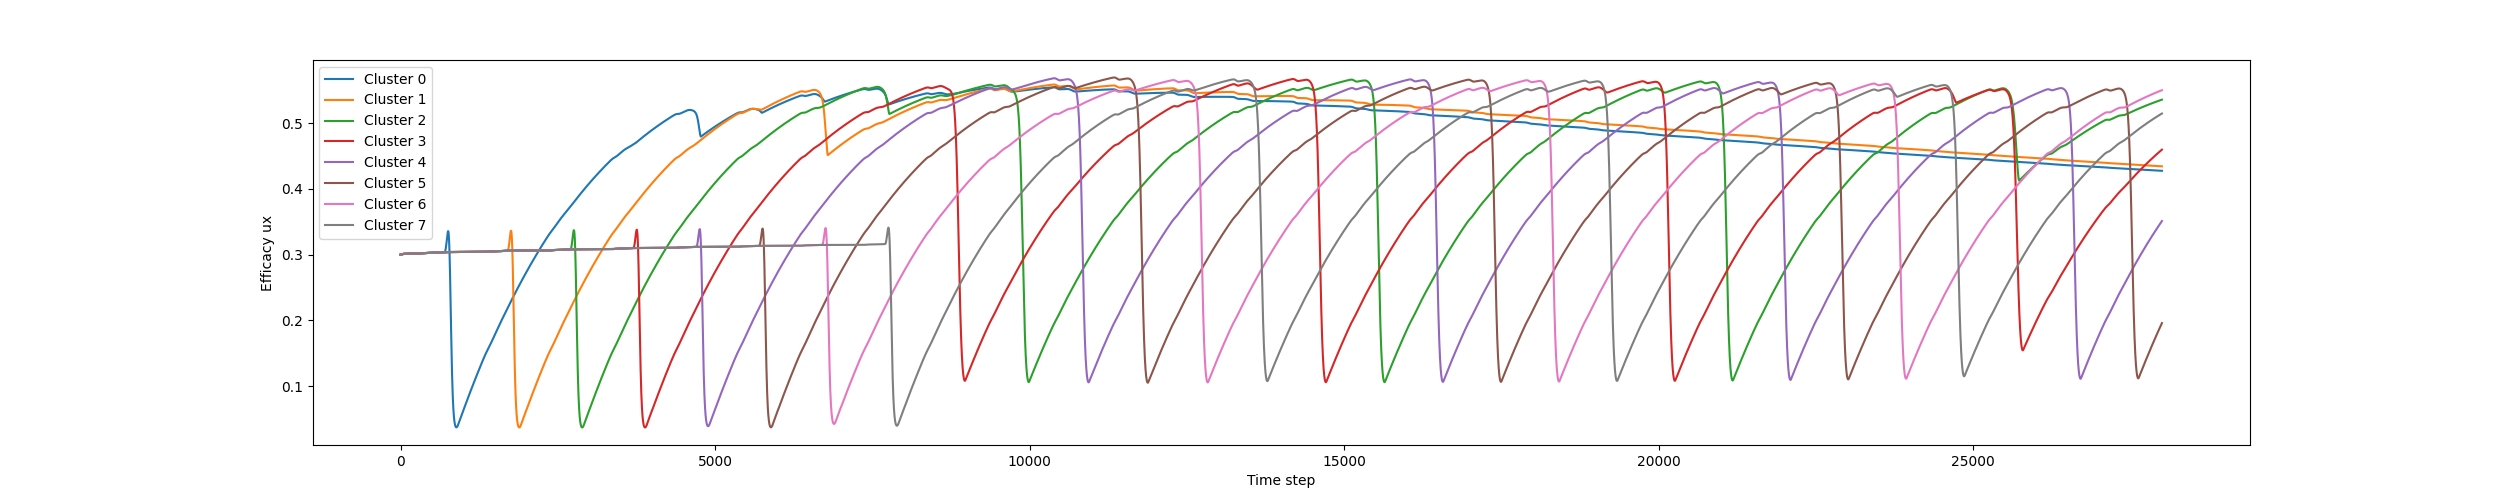 Cluster 0
Cluster 1
Cluster 2
Cluster 3
Cluster 4
Cluster 5
Cluster 6
Cluster 7
Efficacy ux
0.5
0.4
0.3
0.2
0.1
0 5000 10000 15000 20000 25000
Time step